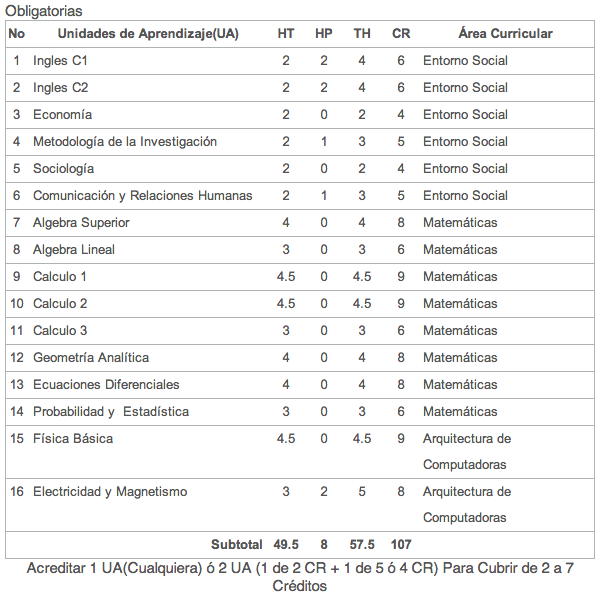 Obligatorias
No Unidades de Aprendizaje(UA) HT HP TH CR Área Curricular
1 Ingles C1 2 2 4 6 Entorno Social
2 Ingles C2 2 2 4 6 Entorno Social
3 Economía 2 0 2 4 Entorno Social
4 Metodología de la Investigación 2 1 3 5 Entorno Social
5 Sociología 2 0 2 4 Entorno Social
6 Comunicación y Relaciones Humanas 2 1 3 5 Entorno Social
7 Algebra Superior 4 0 4 8 Matemáticas
8 Algebra Lineal 3 0 3 6 Matemáticas
9 Calculo 1 4.5 0 4.5 9 Matemáticas
10 Calculo 2 4.5 0 4.5 9 Matemáticas
11 Calculo 3 3 0 3 6 Matemáticas
12 Geometría Analítica 4 0 4 8 Matemáticas
13 Ecuaciones Diferenciales 4 0 4 8 Matemáticas
14 Probabilidad y Estadística 3 0 3 6 Matemáticas
15 Física Básica 4.5 0 4.5 9 Arquitectura de
Computadoras
16 Electricidad y Magnetismo 3 2 5 8 Arquitectura de
Computadoras
Subtotal 49.5 8 57.5 107
Acreditar 1 UA(Cualquiera) ó 2 UA (1 de 2 CR + 1 de 5 ó 4 CR) Para Cubrir de 2 a 7
Créditos